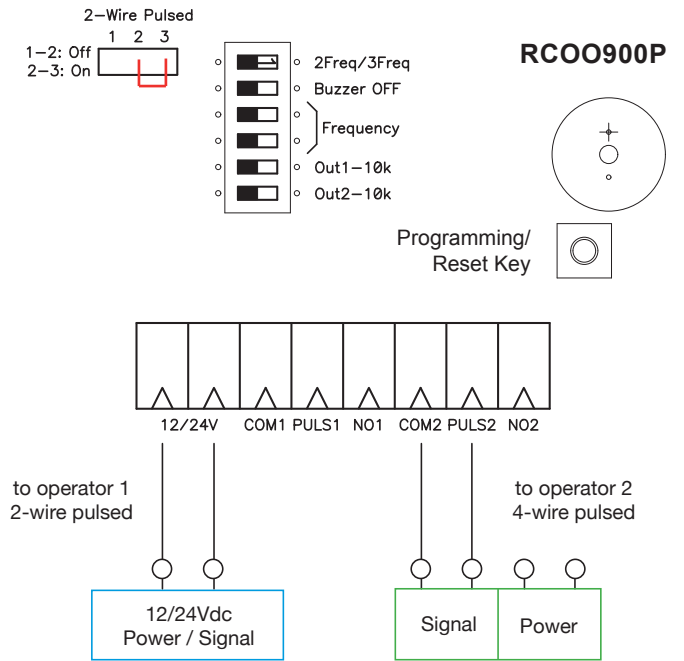 2-Wire Pulsed
1 2 3
1-2: Off
2-3: On
2Freq/3Freq
Buzzer OFF
Frequency
Out1-10k
Out2-10k
RCOO900P
Programming/
Reset Key
12/24V COM1 PULS1 NO1 COM2 PULS2 NO2
to operator 1
2-wire pulsed
to operator 2
4-wire pulsed
12/24Vdc
Power / Signal
Signal
Power